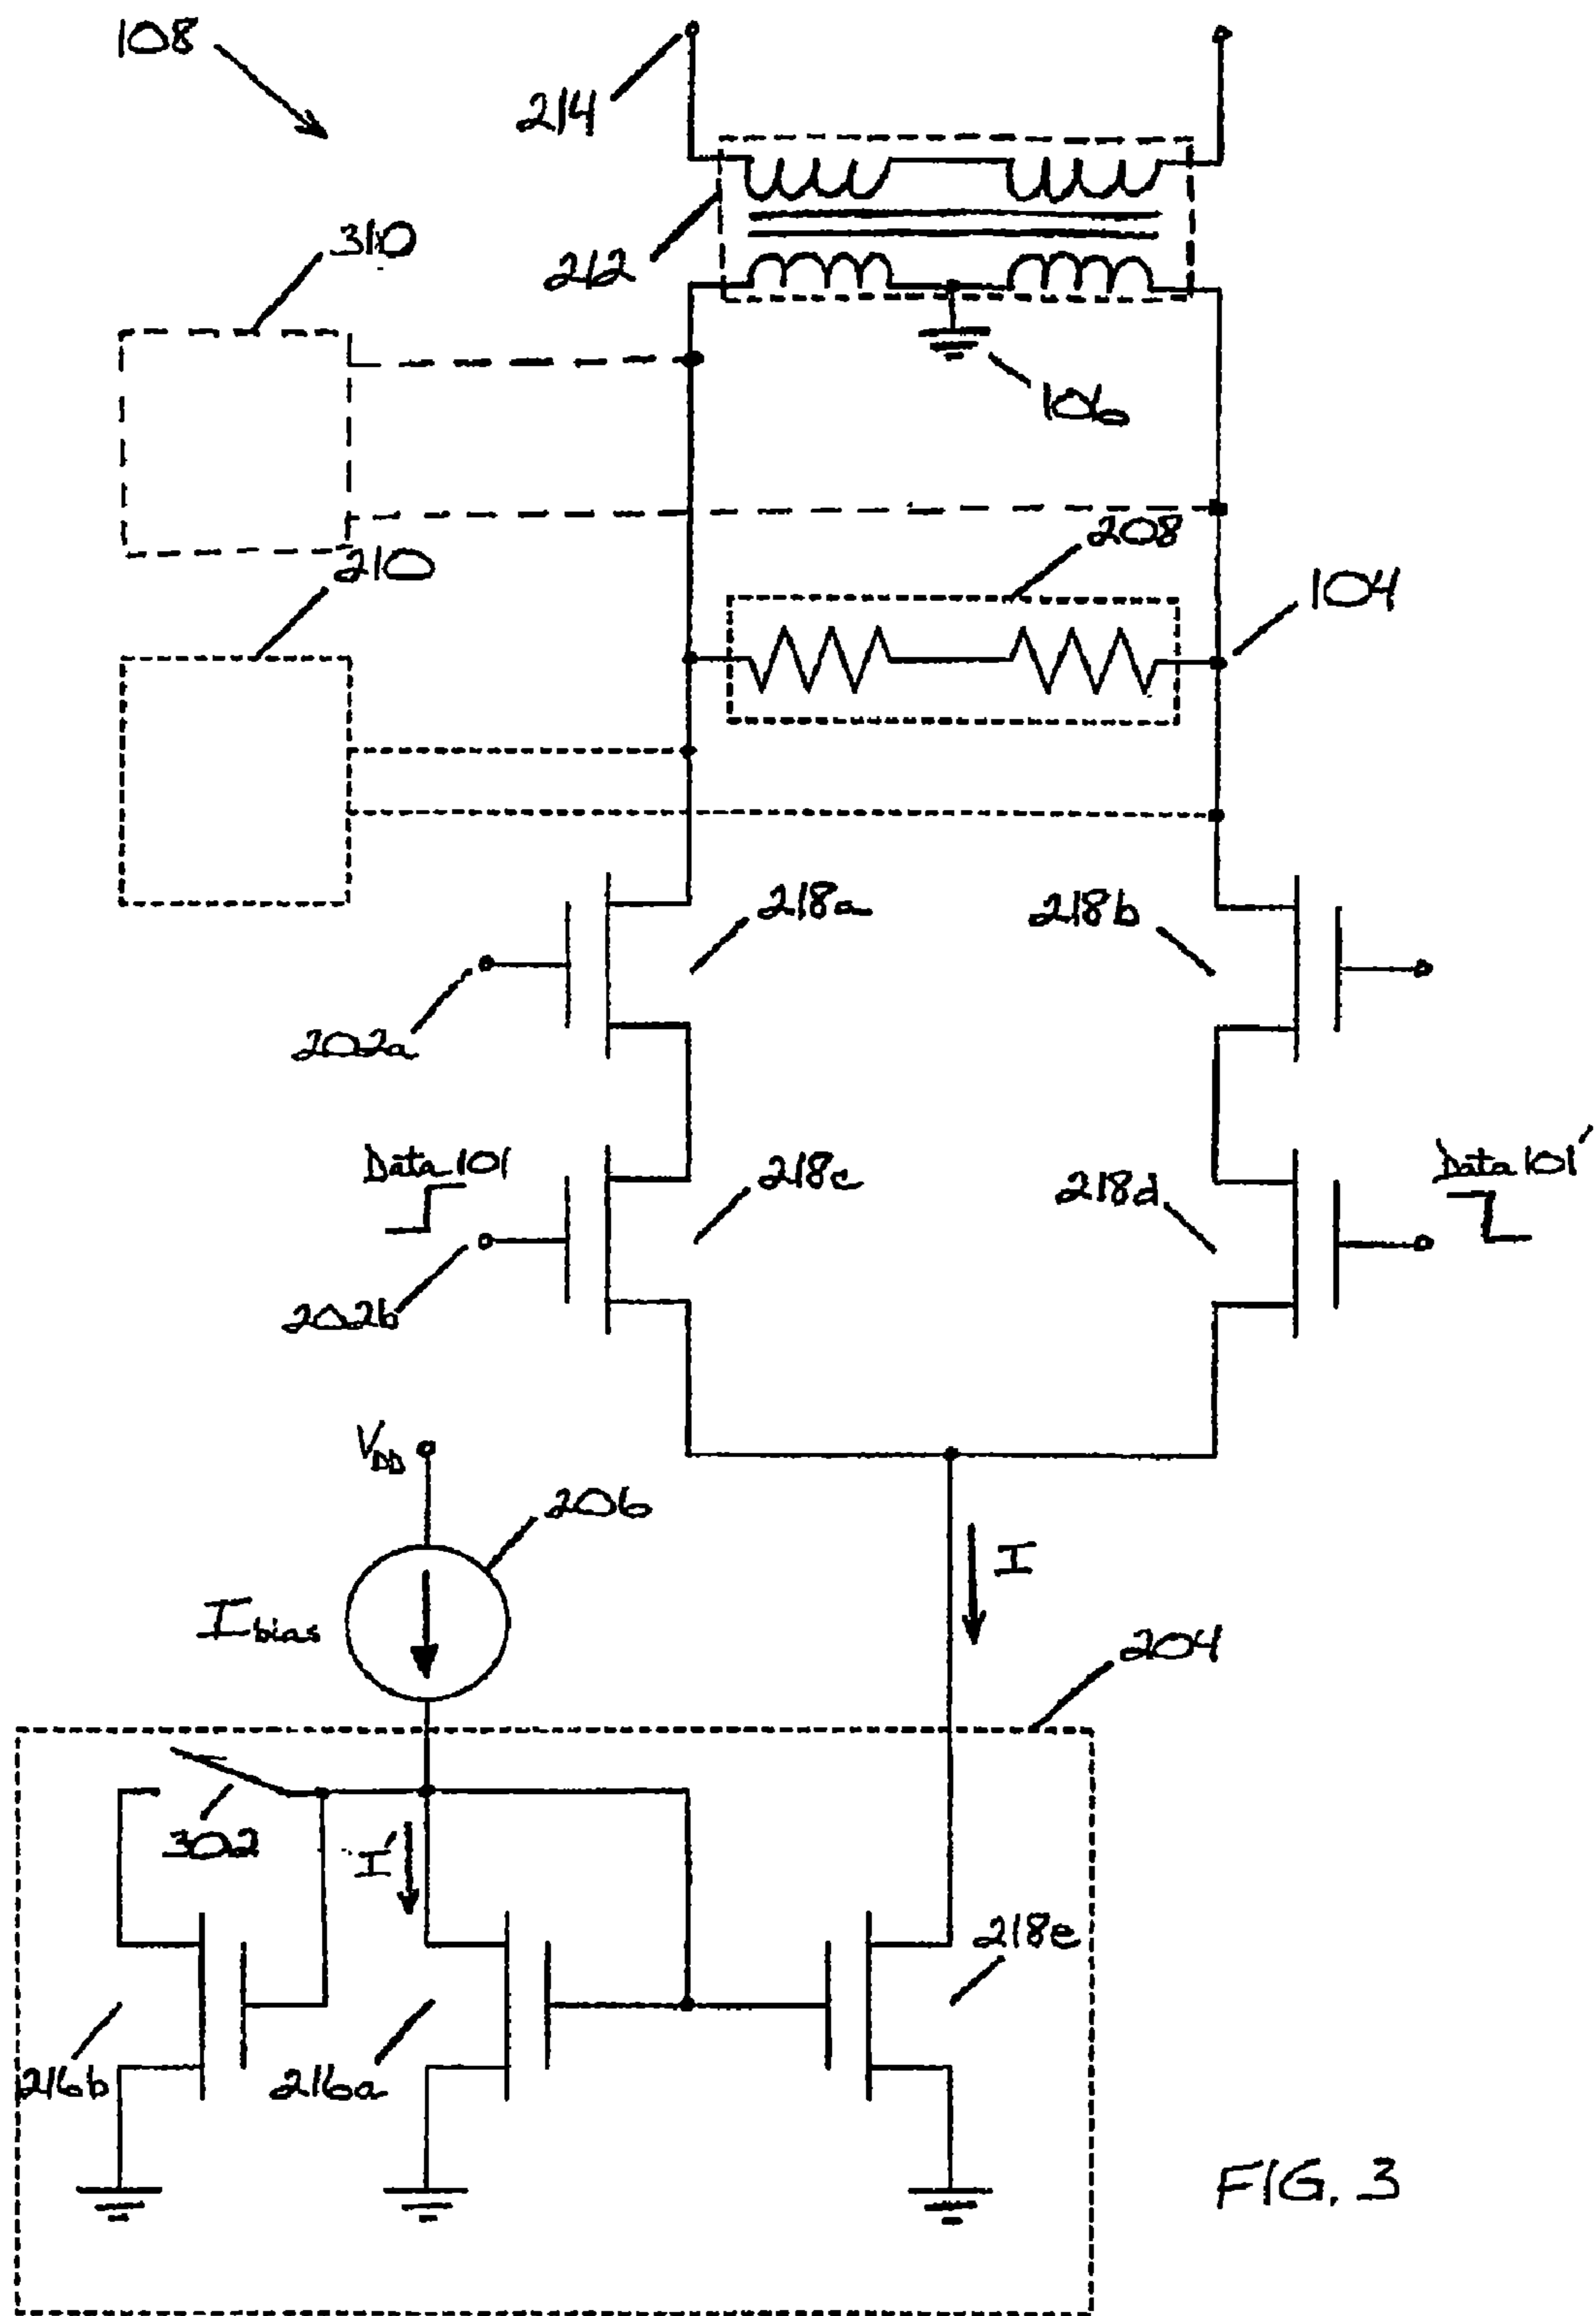 108
214
310
212
106
208
210
104
218a
218b
202a
Data 101
218c
218d
Data 101'
202b
VDD
206
I
Ibias
204
302
I'
218e
216b
216a
FIG. 3